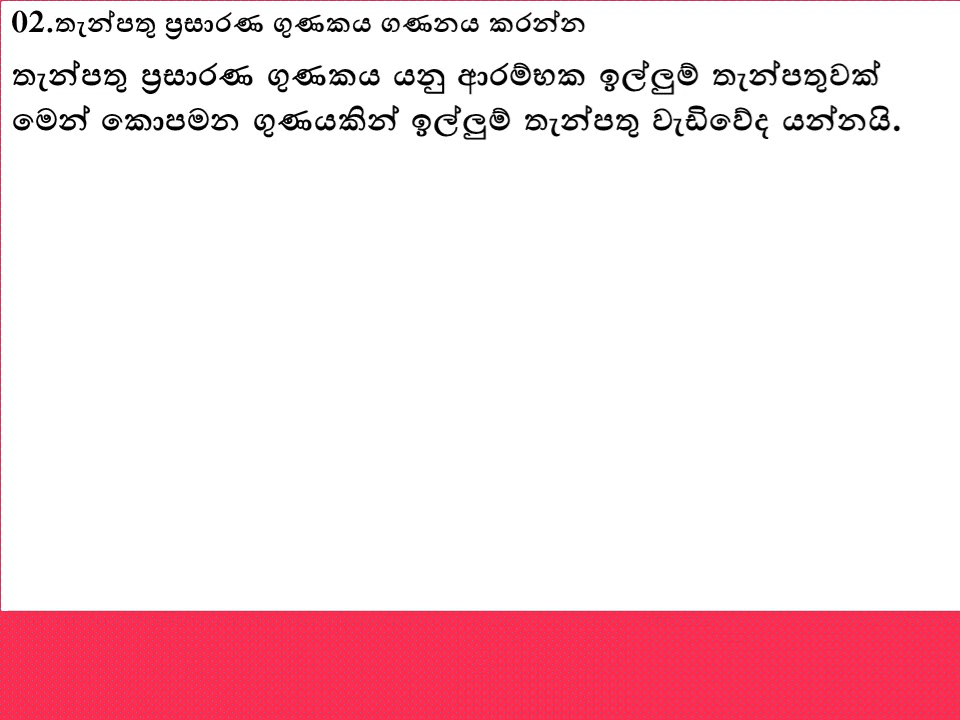 02.තැන්පතු ප්‍රසාරණ ගුණකය ගණනය කරන්න
තැන්පතු ප්‍රසාරණ ගුණකය යනු ආරම්භක ඉල්ලුම් තැන්පතුවක්
මෙන් කොපමන ගුණයකින් ඉල්ලුම් තැන්පතු වැඩිවේද යන්නයි.